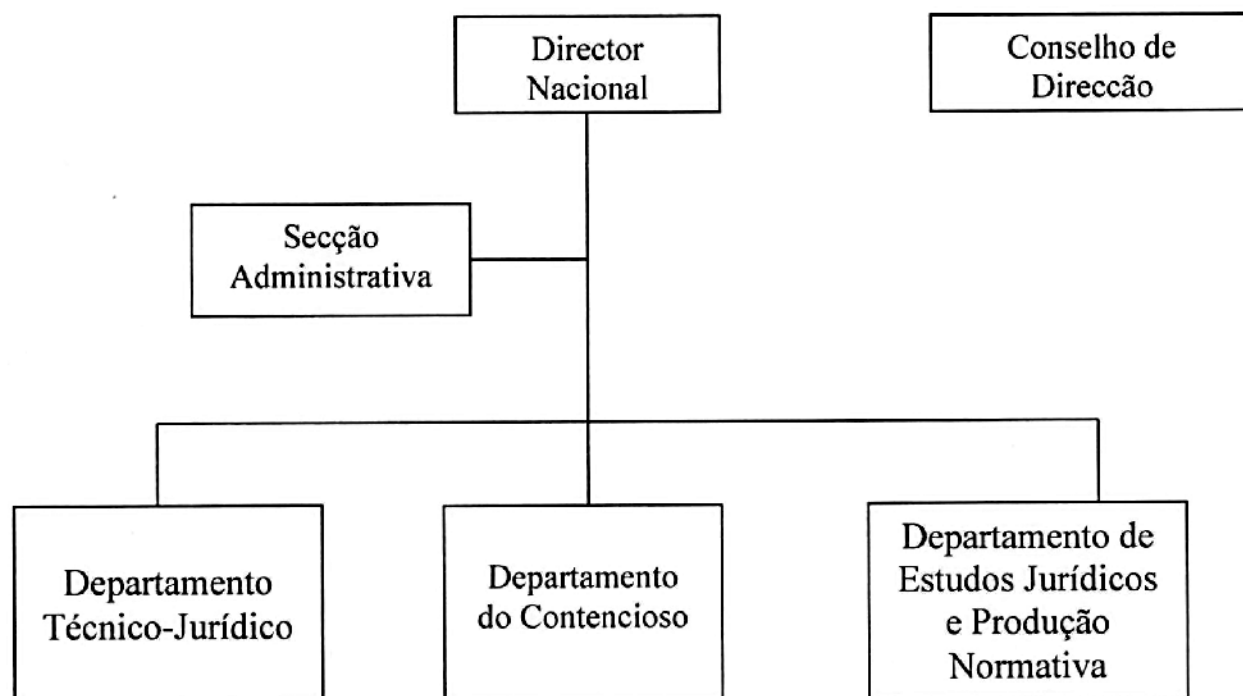 Director
Nacional
Conselho de
Direcção
Secção
Administrativa
Departamento
Técnico-Jurídico
Departamento
do Contencioso
Departamento de
Estudos Jurídicos
e Produção
Normativa